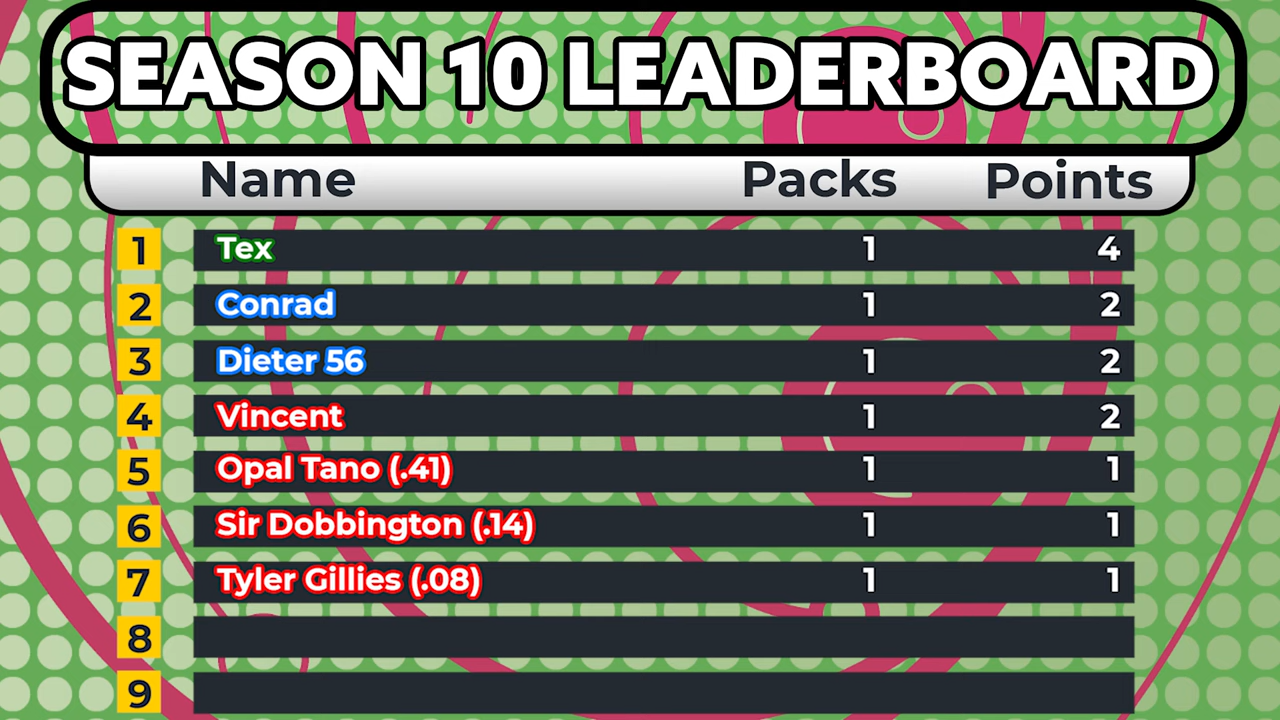 SEASON 10 LEADERBOARD
Name Packs Points
1 Tex 1 4
2 Conrad 1 2
3 Dieter 56 1 2
4 Vincent 1 2
5 Opal Tano (.41) 1 1
6 Sir Dobbington (.14) 1 1
7 Tyler Gillies (.08) 1 1
8
9